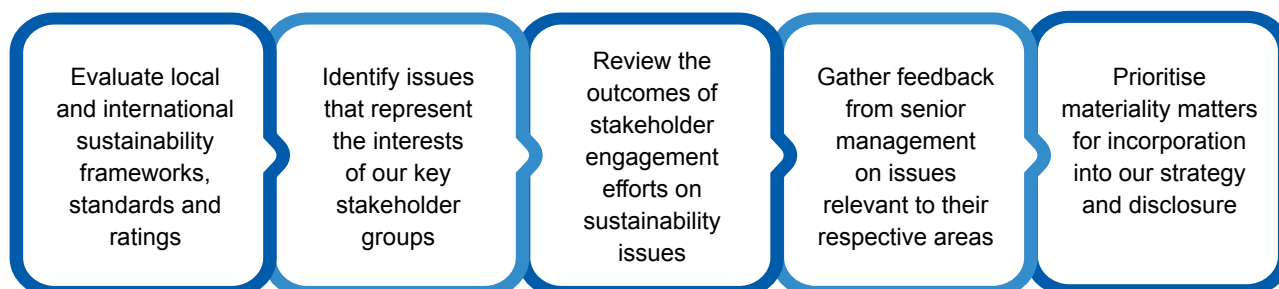 Evaluate local
and international
sustainability
frameworks,
standards and
ratings
Identify issues
that represent
the interests
of our key
stakeholder
groups
Review the
outcomes of
stakeholder
engagement
efforts on
sustainability
issues
Gather feedback
from senior
management
on issues
relevant to their
respective areas
Prioritise
materiality matters
for incorporation
into our strategy
and disclosure